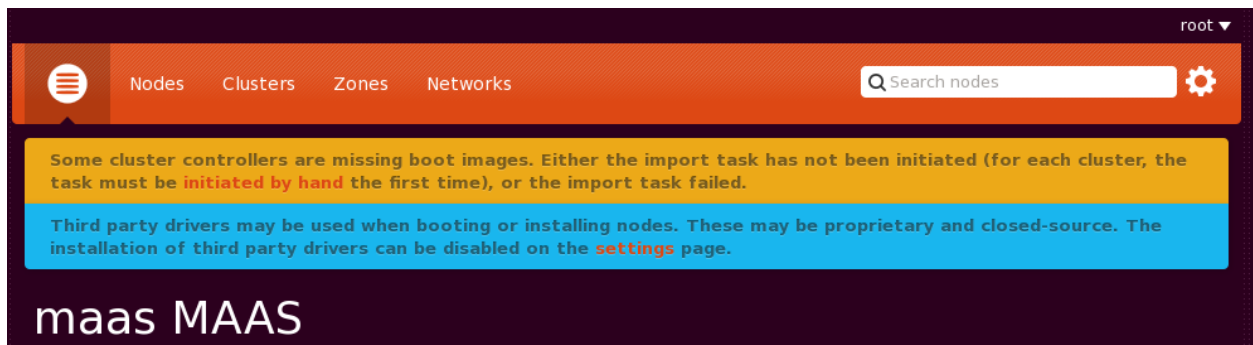 root
Nodes Clusters Zones Networks Search nodes
Some cluster controllers are missing boot images. Either the import task has not been initiated (for each cluster, the
task must be initiated by hand the first time), or the import task failed.
Third party drivers may be used when booting or installing nodes. These may be proprietary and closed-source. The
installation of third party drivers can be disabled on the settings page.
maas MAAS